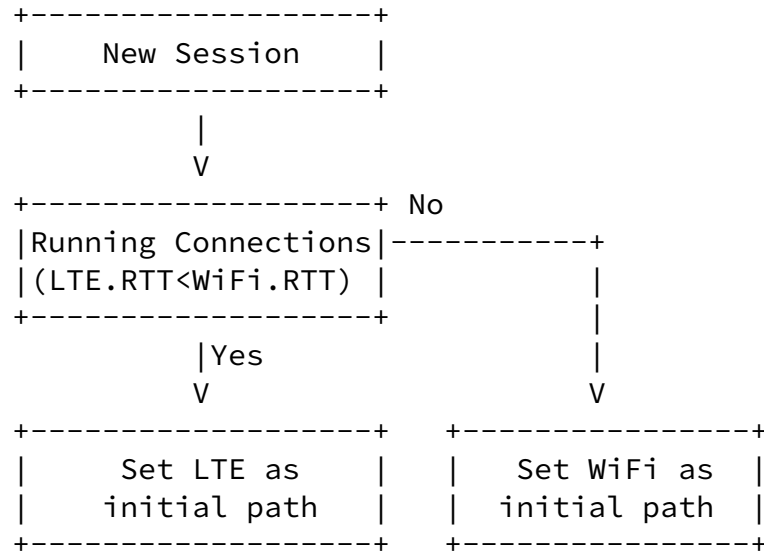 New Session
No
Running Connections
(LTE.RTT<WiFi.RTT)
Yes
Set LTE as
initial path
Set WiFi as
initial path